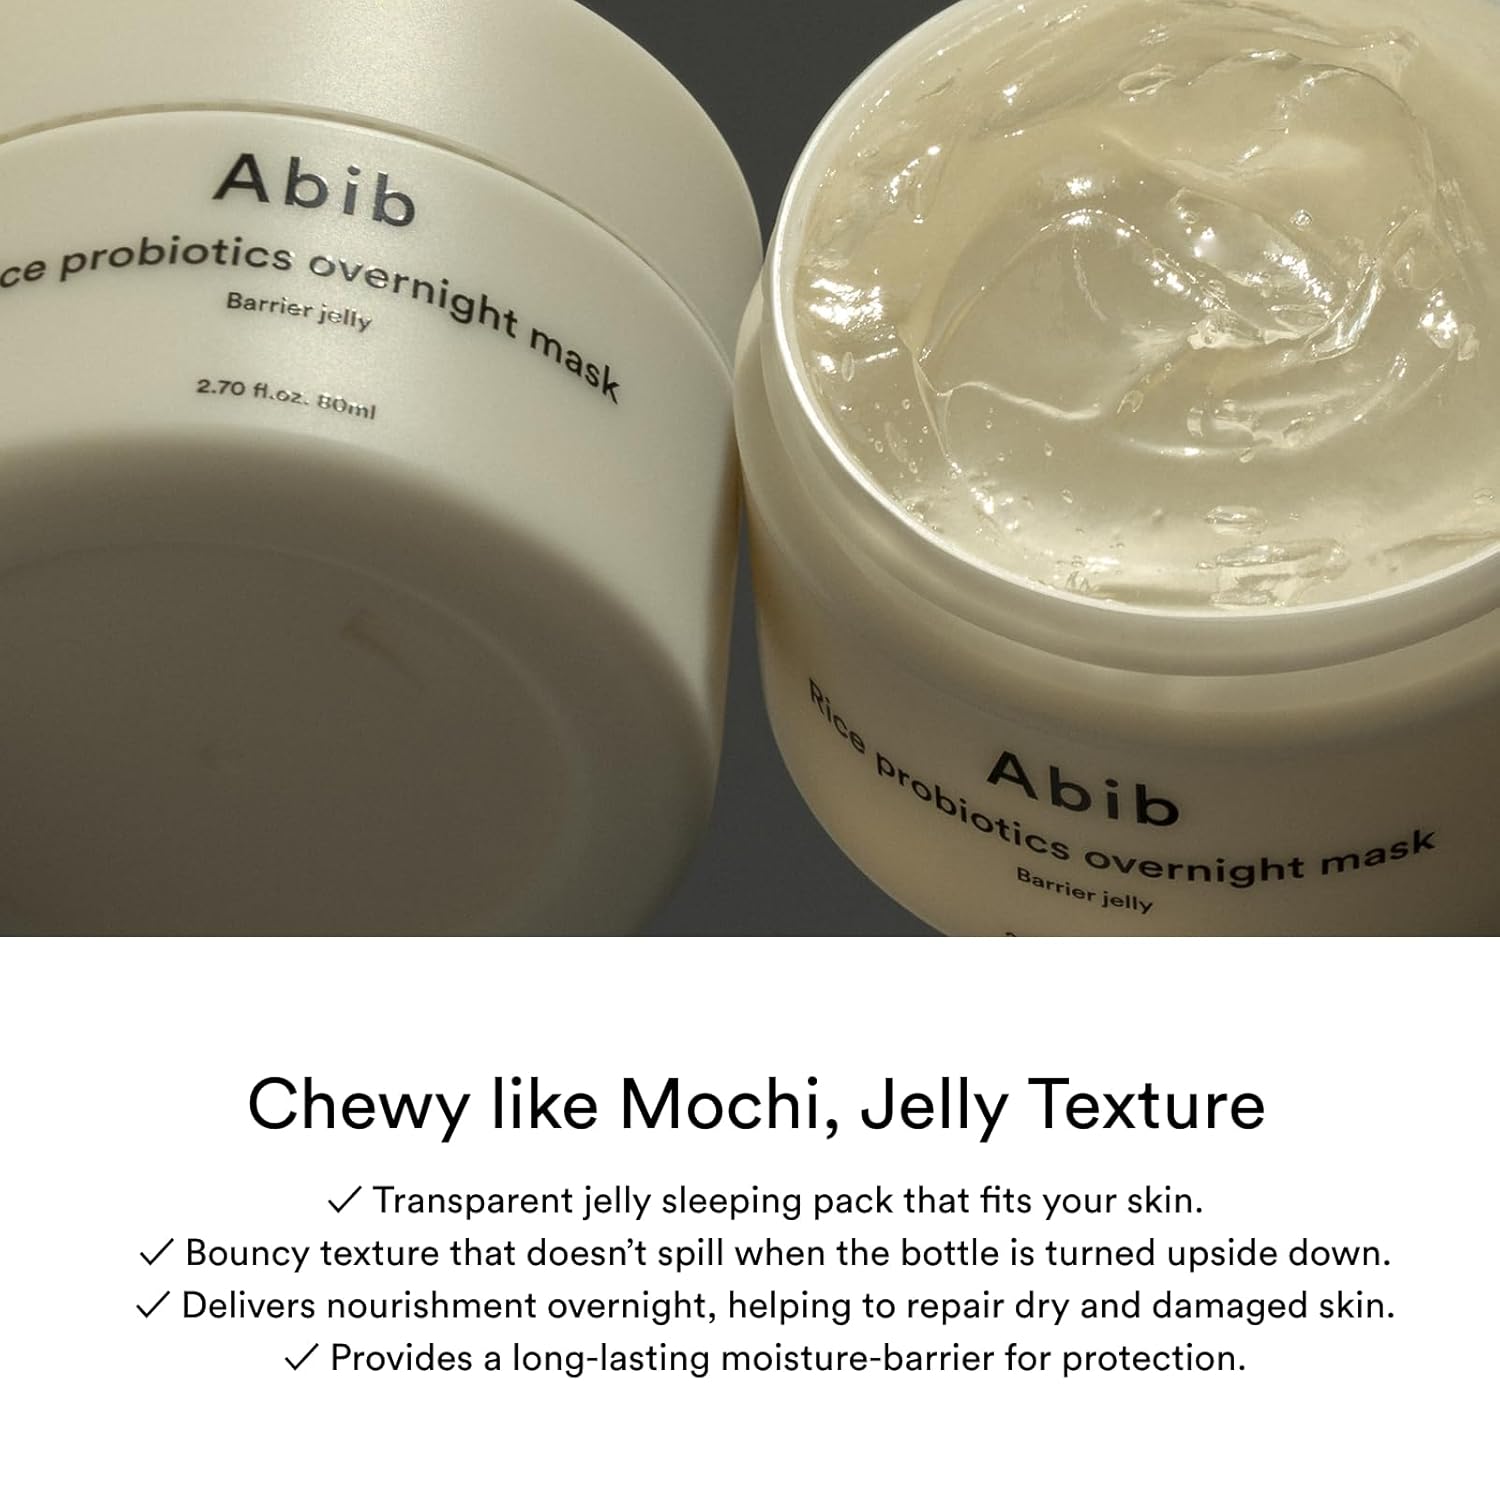 Abib
ce probiotics overnight mask
Barrier jelly
2.70 fl.oz. 80ml
Abib
Rice probiotics overnight mask
Barrier jelly
Chewy like Mochi, Jelly Texture
✓ Transparent jelly sleeping pack that fits your skin.
✓ Bouncy texture that doesn’t spill when the bottle is turned upside down.
✓ Delivers nourishment overnight, helping to repair dry and damaged skin.
✓ Provides a long-lasting moisture-barrier for protection.